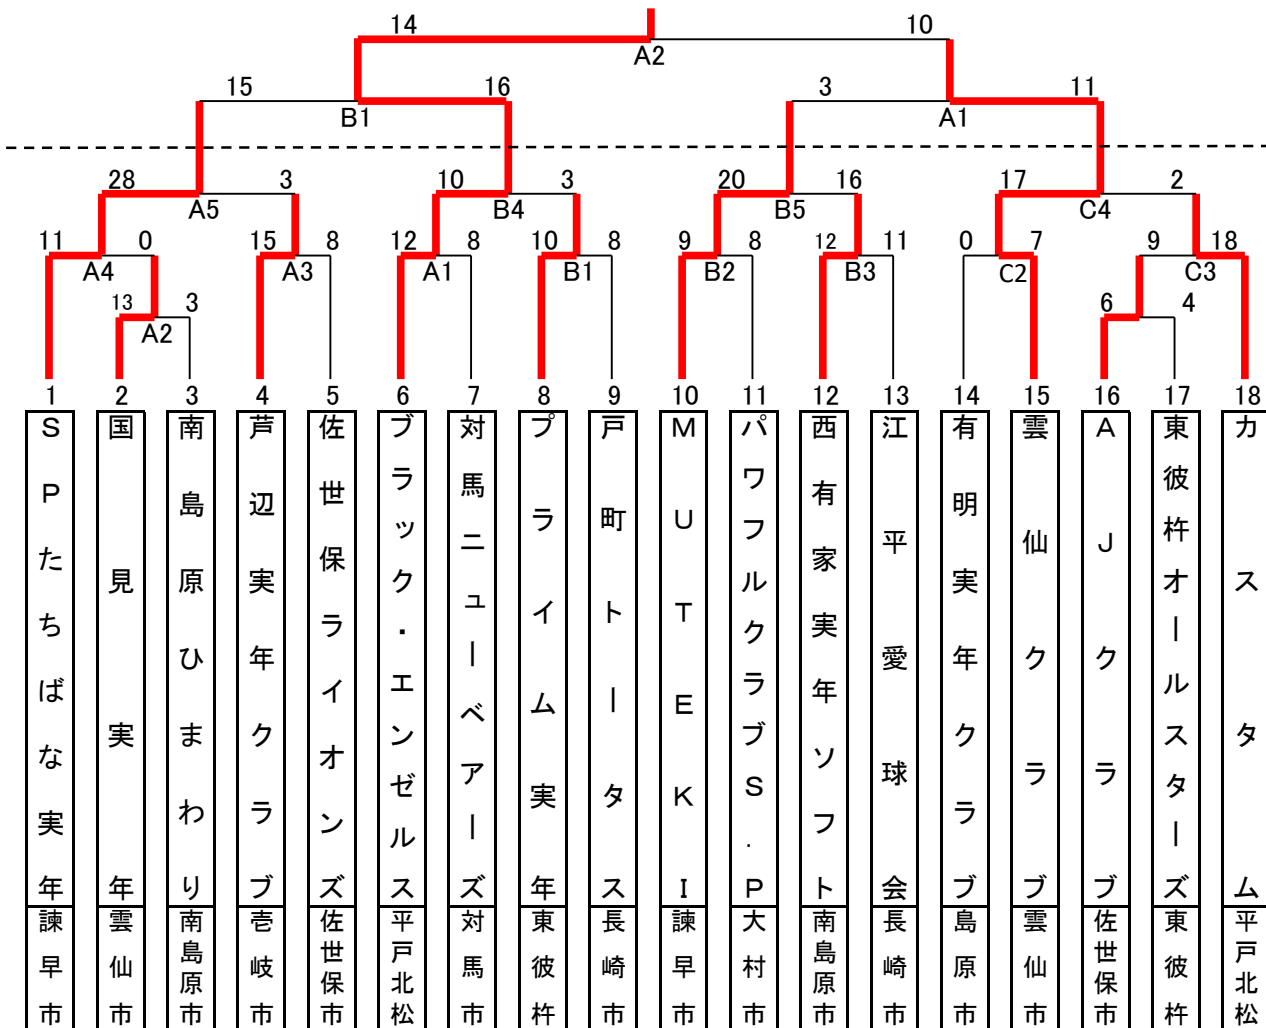 14 10
A2
15 16 3 11
B1 A1
28 3 10 3 20 16 17 2
A5 B4 B5 C4
11 0 15 8 12 8 10 8 9 8 12 11 0 7 9 18
A4 A3 A1 B1 B2 B3 C2 C3
13 3 6 4
A2
1 2 3 4 5 6 7 8 9 10 11 12 13 14 15 16 17 18
SPたちばな実年
国見実年
南島原ひまわり
芦辺実年クラブ
佐世保ライオンズ
ブラック・エンゼルス
対馬ニューベアーズ
プライム実年
戸町トータス
MUTEKI
パワフルクラブS.P
西有家実年ソフト
江平愛球会
有明実年クラブ
雲仙クラブ
AJクラブ
東彼杵オールスターズ
カスタム
諫早市
雲仙市
南島原市
壱岐市
佐世保市
平戸北松
対馬市
東彼杵
長崎市
諫早市
大村市
南島原市
長崎市
島原市
雲仙市
佐世保市
東彼杵
平戸北松